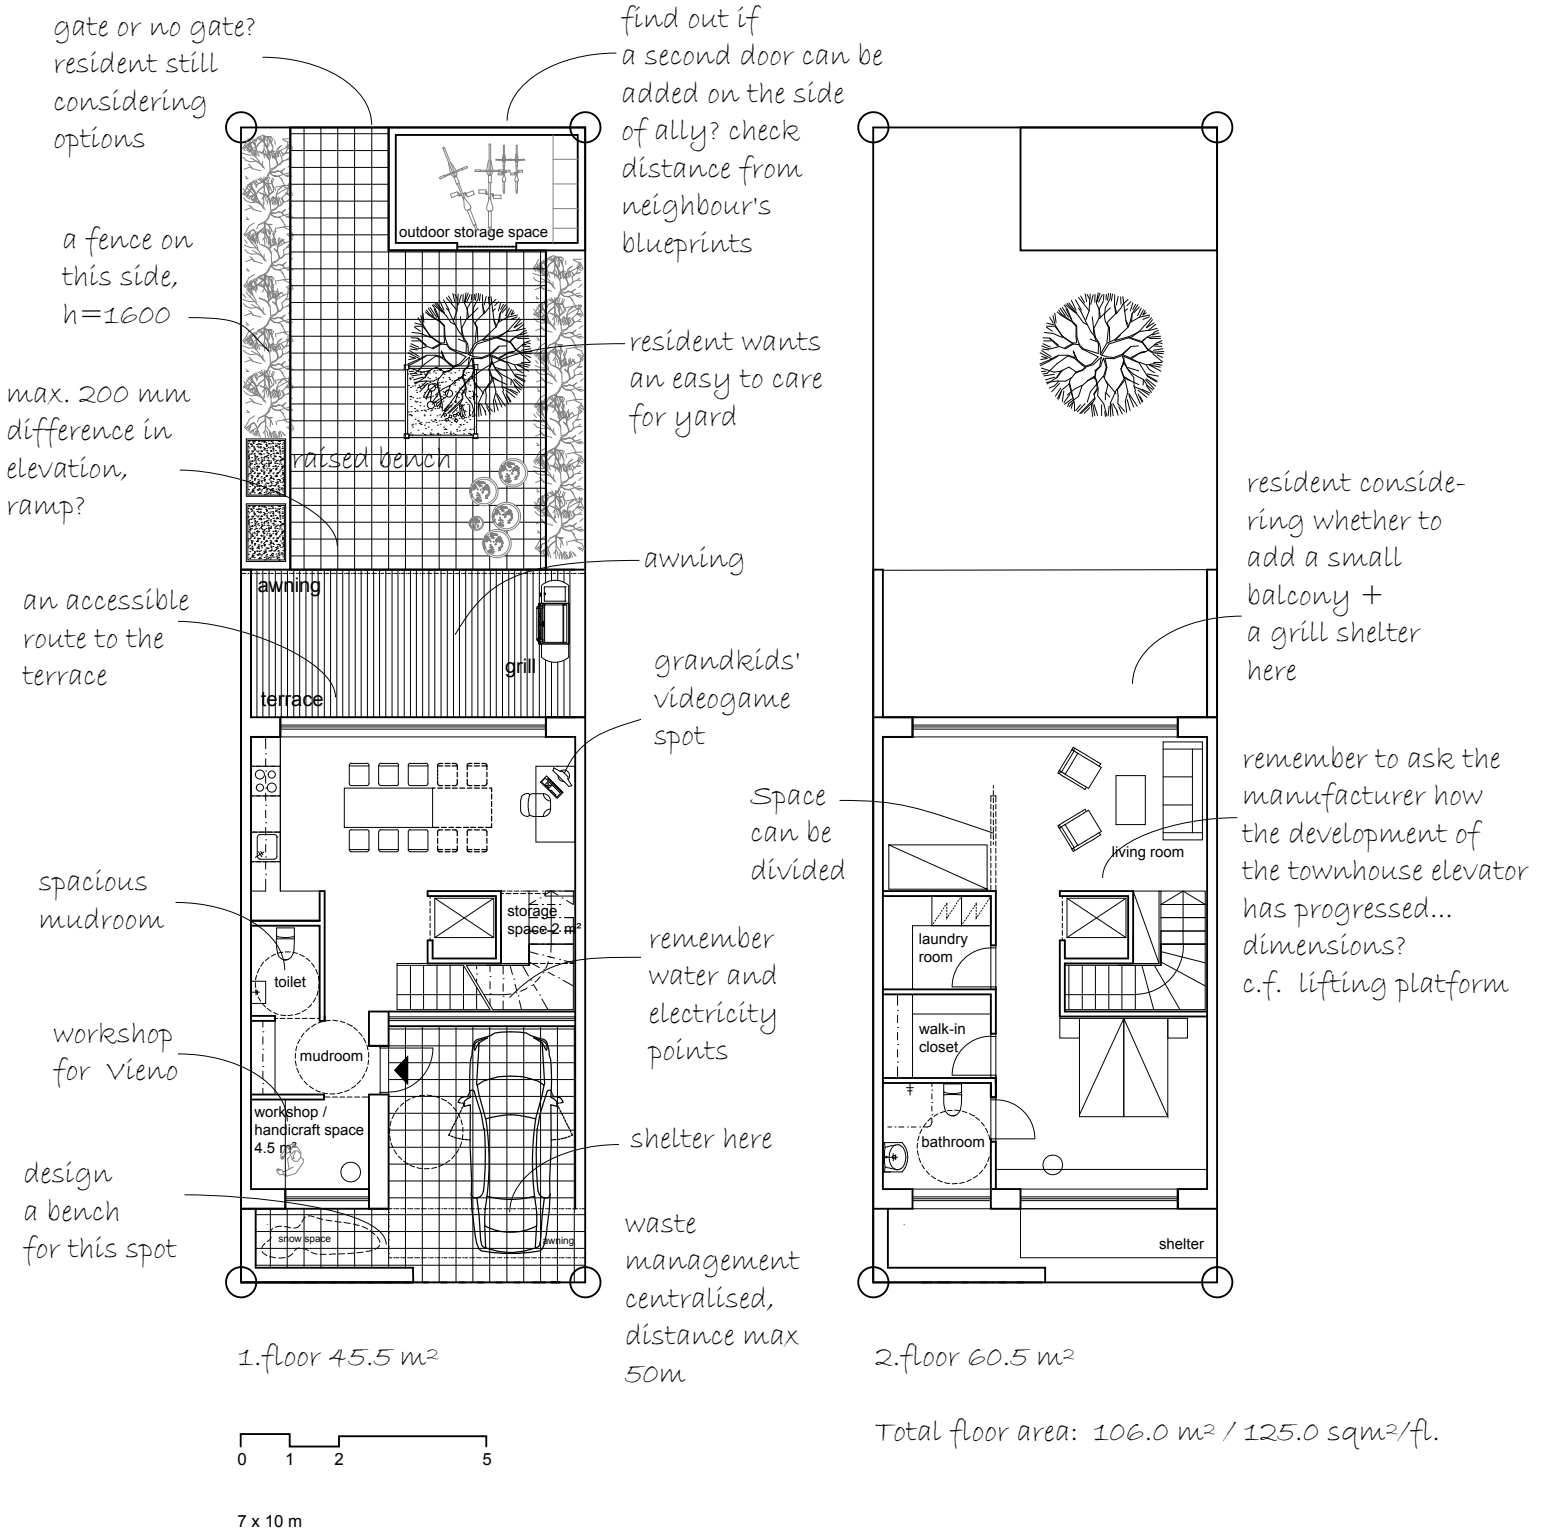 gate or no gate?
resident still
considering
options
find out if
a second door can be
added on the side
of ally? check
distance from
neighbour's
blueprints
outdoor storage space
a fence on
this side,
h=1600
resident wants
an easy to care
for yard
max. 200 mm
difference in
elevation,
ramp?
raised bench
resident conside-
ring whether to
add a small
balcony +
a grill shelter
here
awning
awning
an accessible
route to the
terrace
grill
terrace
grandkids'
videogame
spot
Space
can be
divided
living room
remember to ask the
manufacturer how
the development of
the townhouse elevator
has progressed...
dimensions?
c.f. lifting platform
spacious
mudroom
storage
space 2 m²
toilet
remember
water and
electricity
points
laundry
room
workshop
for Vieno
mudroom
walk-in
closet
workshop /
handicraft space
4.5 m²
shelter here
bathroom
design
a bench
for this spot
snow space
awning
waste
management
centralised,
distance max
50m
shelter
1.floor 45.5 m²
2.floor 60.5 m²
Total floor area: 106.0 m² / 125.0 sqm²/fl.
0 1 2 5
7 x 10 m